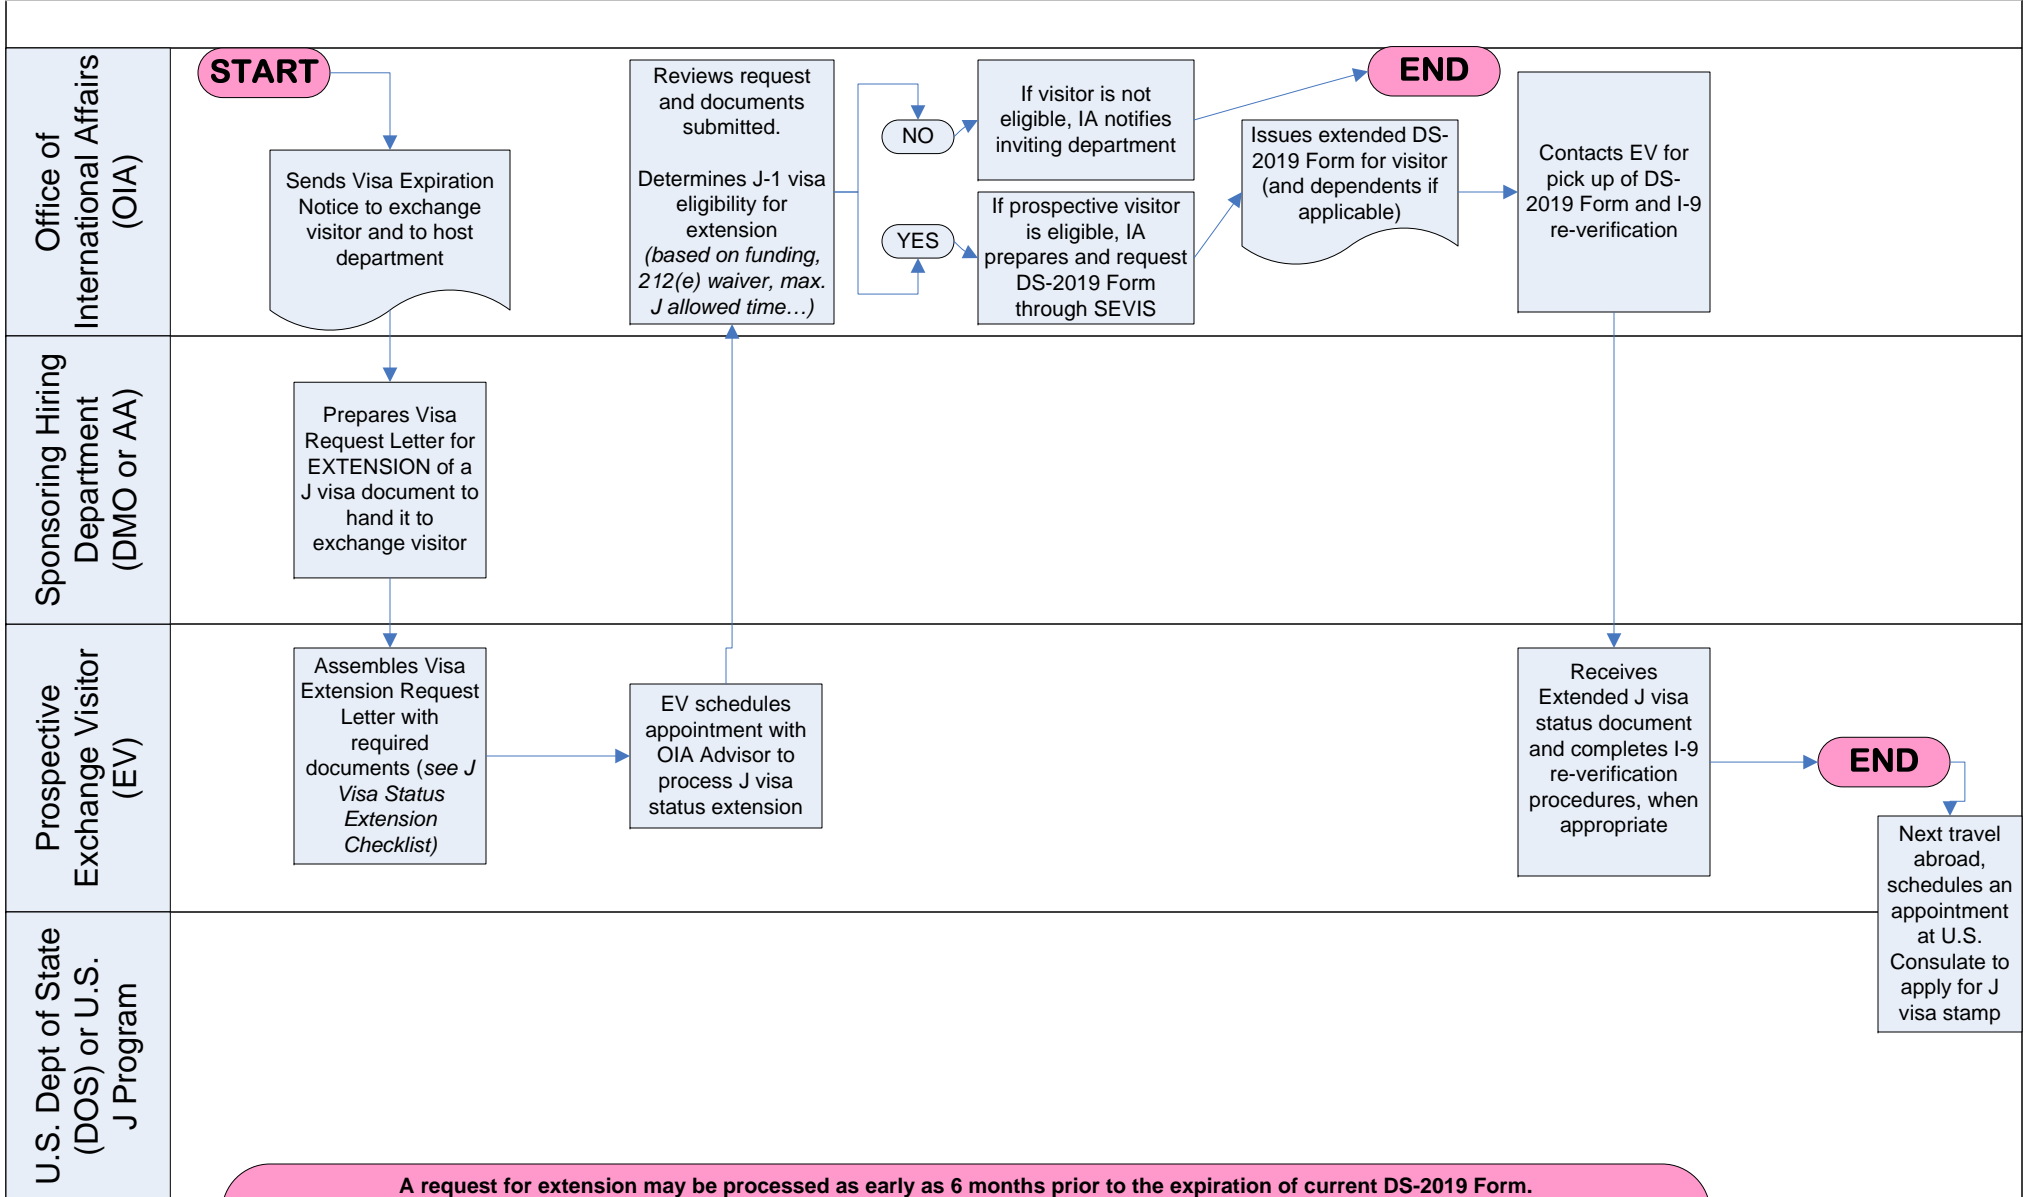 Office of
International Affairs
(OIA)
START
Sends Visa Expiration
Notice to exchange
visitor and to host
department
Reviews request
and documents
submitted.
Determines J-1 visa
eligibility for
extension
(based on funding,
212(e) waiver, max.
J allowed time…)
NO
YES
If visitor is not
eligible, IA notifies
inviting department
If prospective visitor
is eligible, IA
prepares and request
DS-2019 Form
through SEVIS
END
Issues extended DS-
2019 Form for visitor
(and dependents if
applicable)
Contacts EV for
pick up of DS-
2019 Form and I-9
re-verification
Sponsoring Hiring
Department
(DMO or AA)
Prepares Visa
Request Letter for
EXTENSION of a
J visa document to
hand it to
exchange visitor
Prospective
Exchange Visitor
(EV)
Assembles Visa
Extension Request
Letter with
required
documents (see J
Visa Status
Extension
Checklist)
EV schedules
appointment with
OIA Advisor to
process J visa
status extension
Receives
Extended J visa
status document
and completes I-9
re-verification
procedures, when
appropriate
END
Next travel
abroad,
schedules an
appointment
at U.S.
Consulate to
apply for J
visa stamp
U.S. Dept of State
(DOS) or U.S.
J Program
A request for extension may be processed as early as 6 months prior to the expiration of current DS-2019 Form.